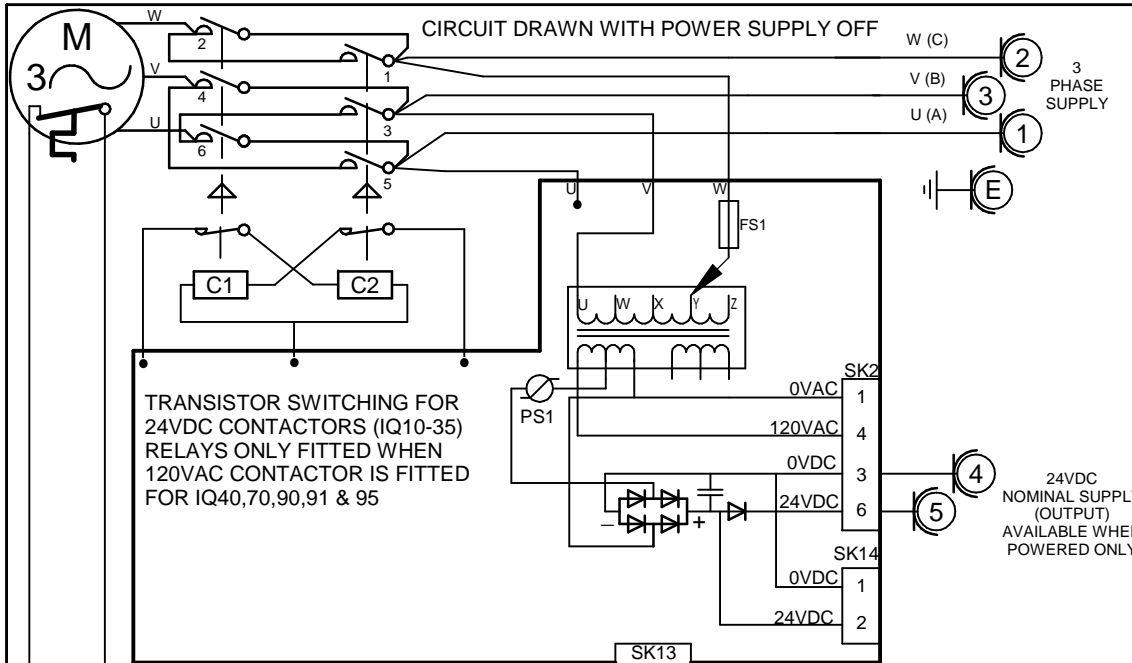 CIRCUIT DRAWN WITH POWER SUPPLY OFF
M
3
W
V
U
2
4
6
1
3
5
W (C)
V (B)
U (A)
2
3
1
E
3
PHASE
SUPPLY
C1
C2
U
V
W
FS1
U
W
X
Y
Z
PS1
TRANSISTOR SWITCHING FOR
24VDC CONTACTORS (IQ10-35)
RELAYS ONLY FITTED WHEN
120VAC CONTACTOR IS FITTED
FOR IQ40,70,90,91 & 95
SK2
0VAC
1
120VAC
4
0VDC
3
24VDC
6
4
5
24VDC
NOMINAL SUPPLY
(OUTPUT)
AVAILABLE WHEN
POWERED ONLY
SK14
0VDC
1
24VDC
2
– +
SK13